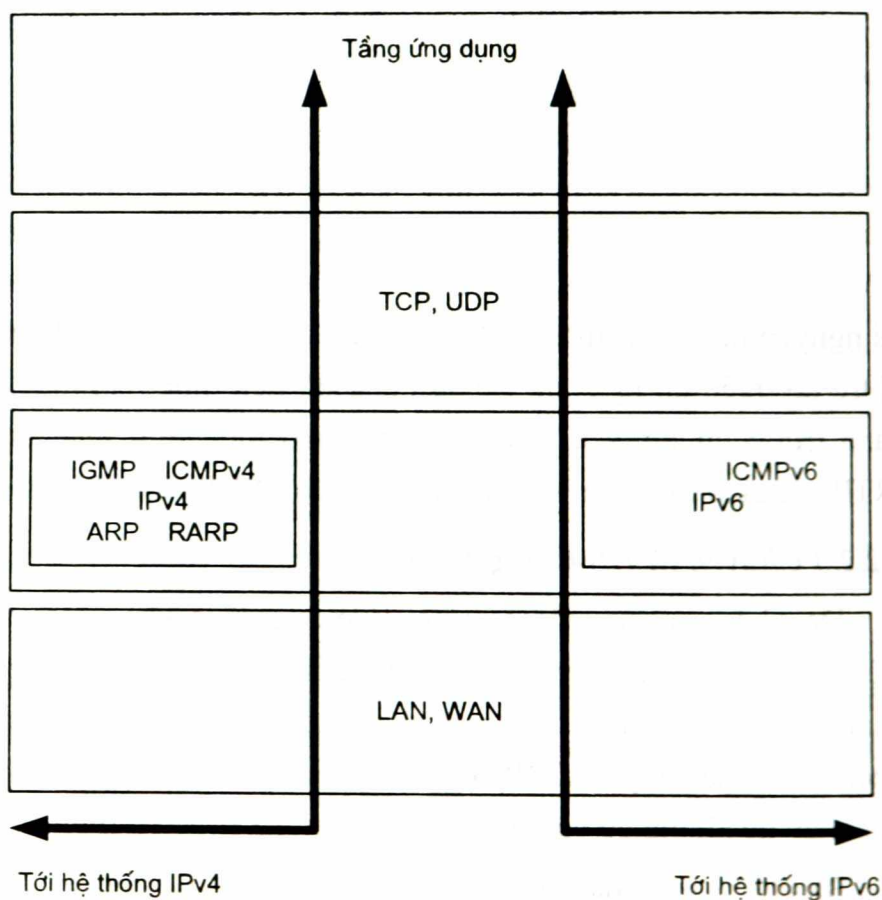 Tầng ứng dụng
TCP, UDP
IGMP ICMPv4
IPv4
ARP RARP
ICMPv6
IPv6
LAN, WAN
Tới hệ thống IPv4
Tới hệ thống IPv6